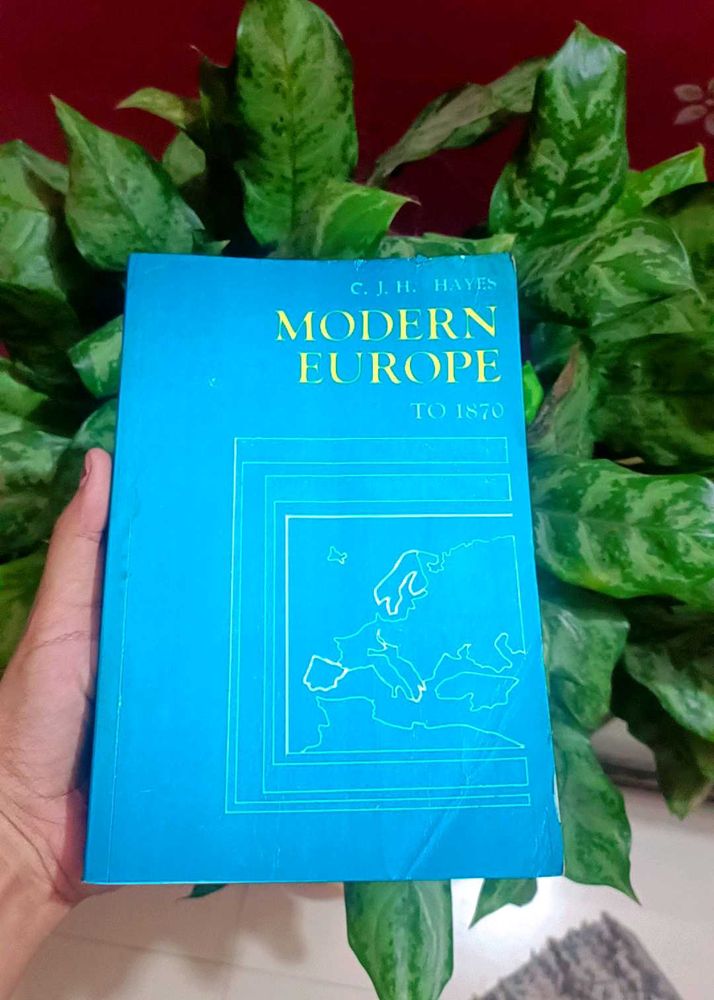 C. J. H. HAYES
MODERN
EUROPE
TO 1870